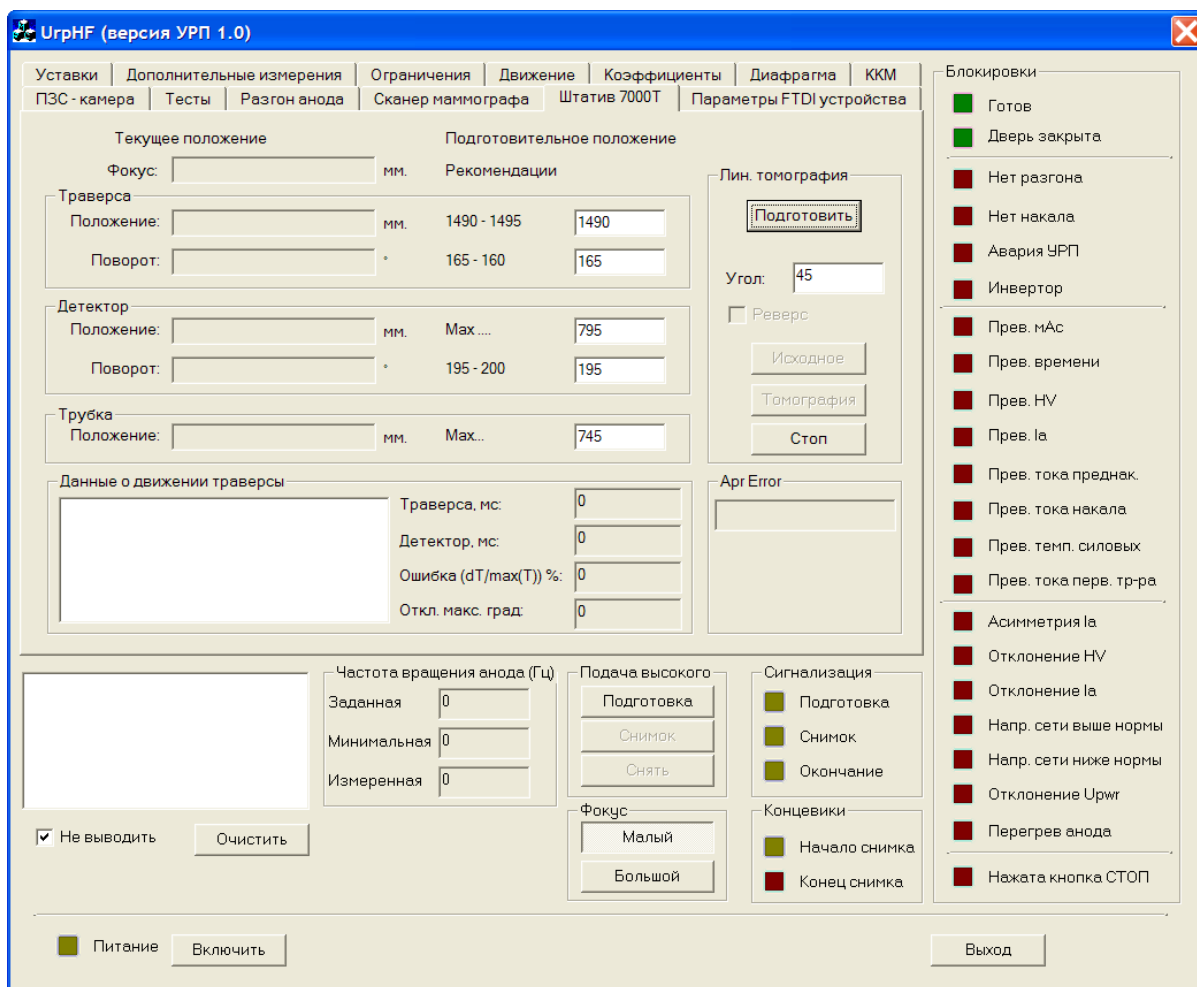 UrpHF (версия УРП 1.0)
Уставки Дополнительные измерения Ограничения Движение Коэффициенты Диафрагма ККМ
ПЗС - камера Тесты Разгон анода Сканер маммографа Штатив 7000Т Параметры FTDI устройства
Текущее положение Подготовительное положение
Фокус: мм. Рекомендации
Траверса
Положение: мм. 1490 - 1495 1490
Поворот: ° 165 - 160 165
Детектор
Положение: мм. Max .... 795
Поворот: ° 195 - 200 195
Трубка
Положение: мм. Max... 745
Лин. томография
Подготовить
Угол: 45
Реверс
Исходное
Томография
Стоп
Данные о движении траверсы
Траверса, мс: 0
Детектор, мс: 0
Ошибка (dT/max(T)) %: 0
Откл. макс. град: 0
Apr Error
Не выводить Очистить
Частота вращения анода (Гц)
Заданная 0
Минимальная 0
Измеренная 0
Подача высокого
Подготовка
Снимок
Снять
Фокус
Малый
Большой
Сигнализация
Подготовка
Снимок
Окончание
Концевики
Начало снимка
Конец снимка
Блокировки
Готов
Дверь закрыта
Нет разгона
Нет накала
Авария УРП
Инвертор
Прев. мАс
Прев. времени
Прев. HV
Прев. Ia
Прев. тока преднак.
Прев. тока накала
Прев. темп. силовых
Прев. тока перв. тр-ра
Асимметрия Ia
Отклонение HV
Отклонение Ia
Напр. сети выше нормы
Напр. сети ниже нормы
Отклонение Upwr
Перегрев анода
Нажата кнопка СТОП
Питание Включить Выход